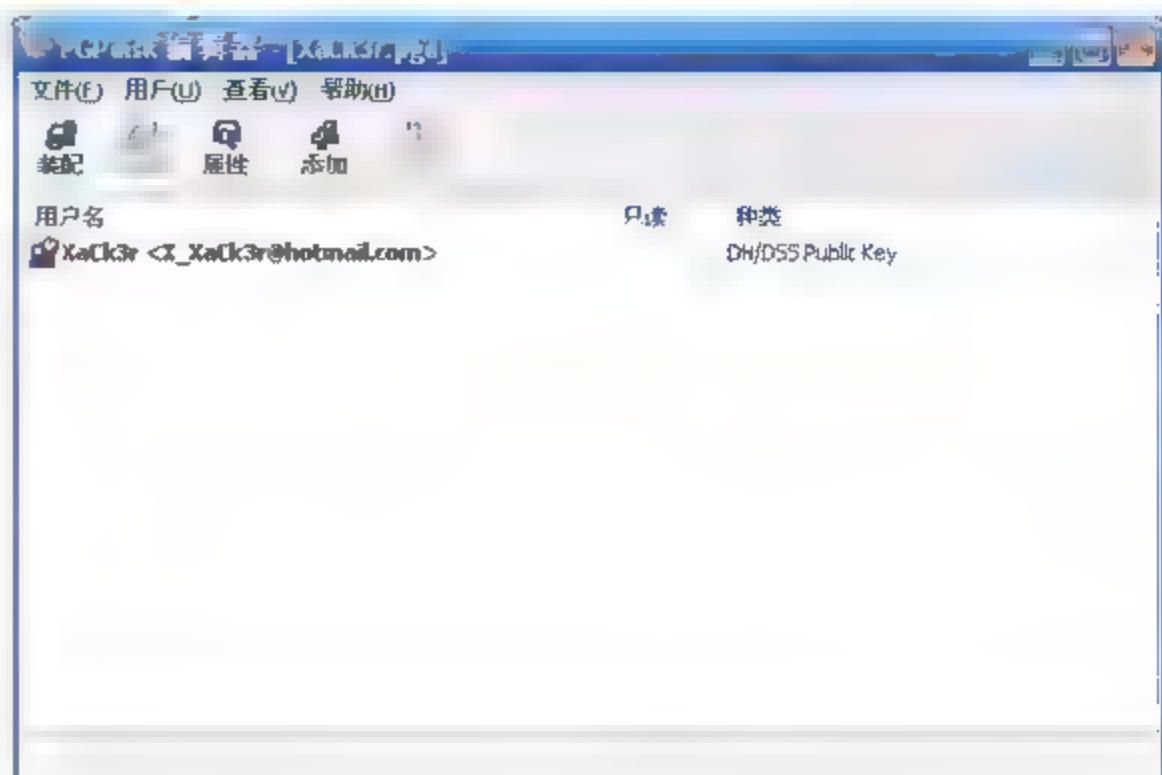 文件(F) 用户(U) 查看(V) 帮助(H)
装配 属性 添加
用户名 只读 种类
XaCk3r <X_XaCk3r@hotmail.com> DH/DSS Public Key